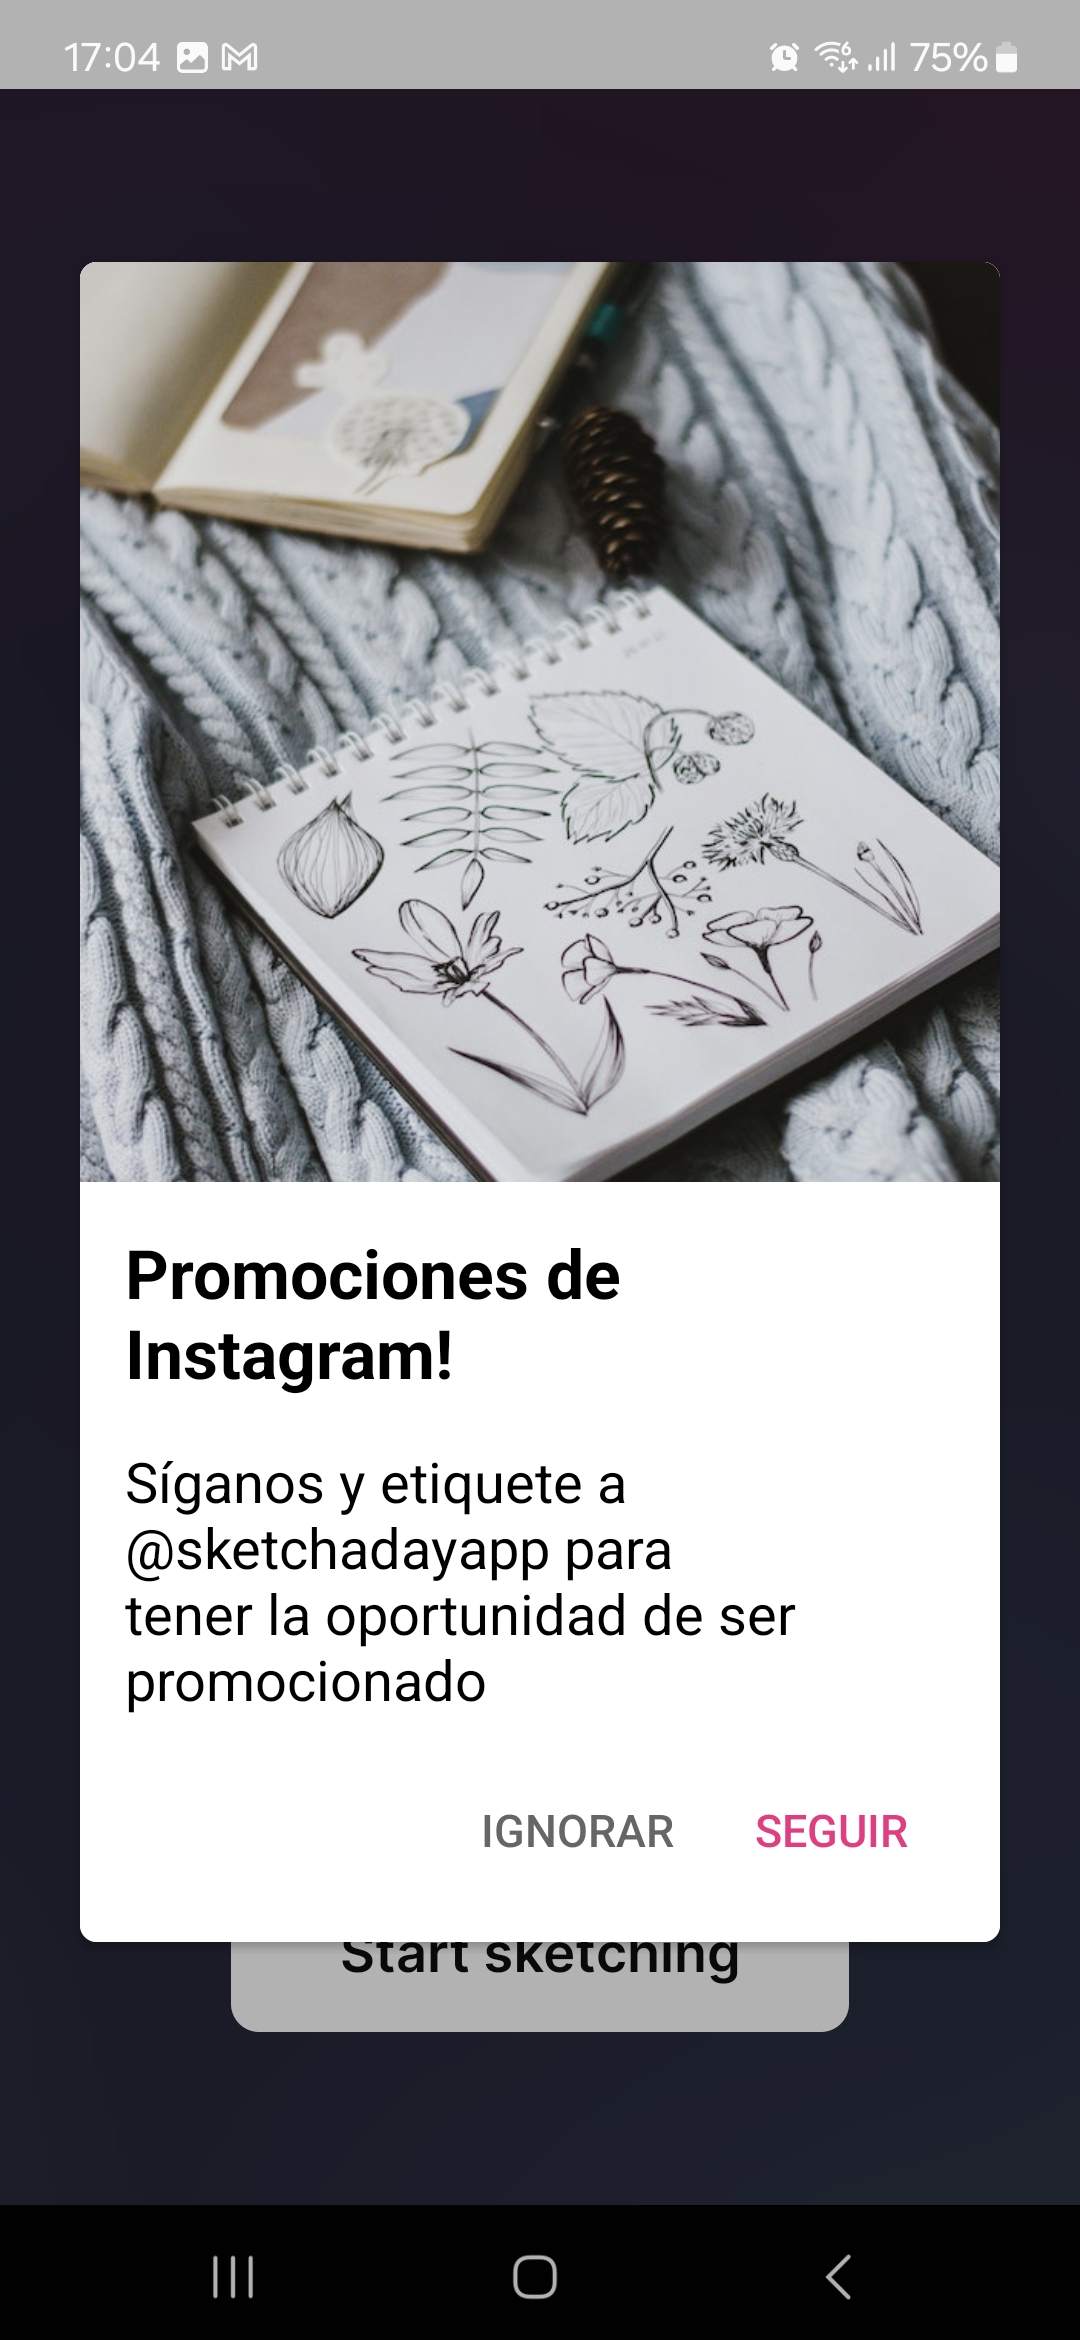 17:04
6
75%
Promociones de
Instagram!
Síganos y etiquete a
@sketchadayapp para
tener la oportunidad de ser
promocionado
IGNORAR
SEGUIR
Start sketching